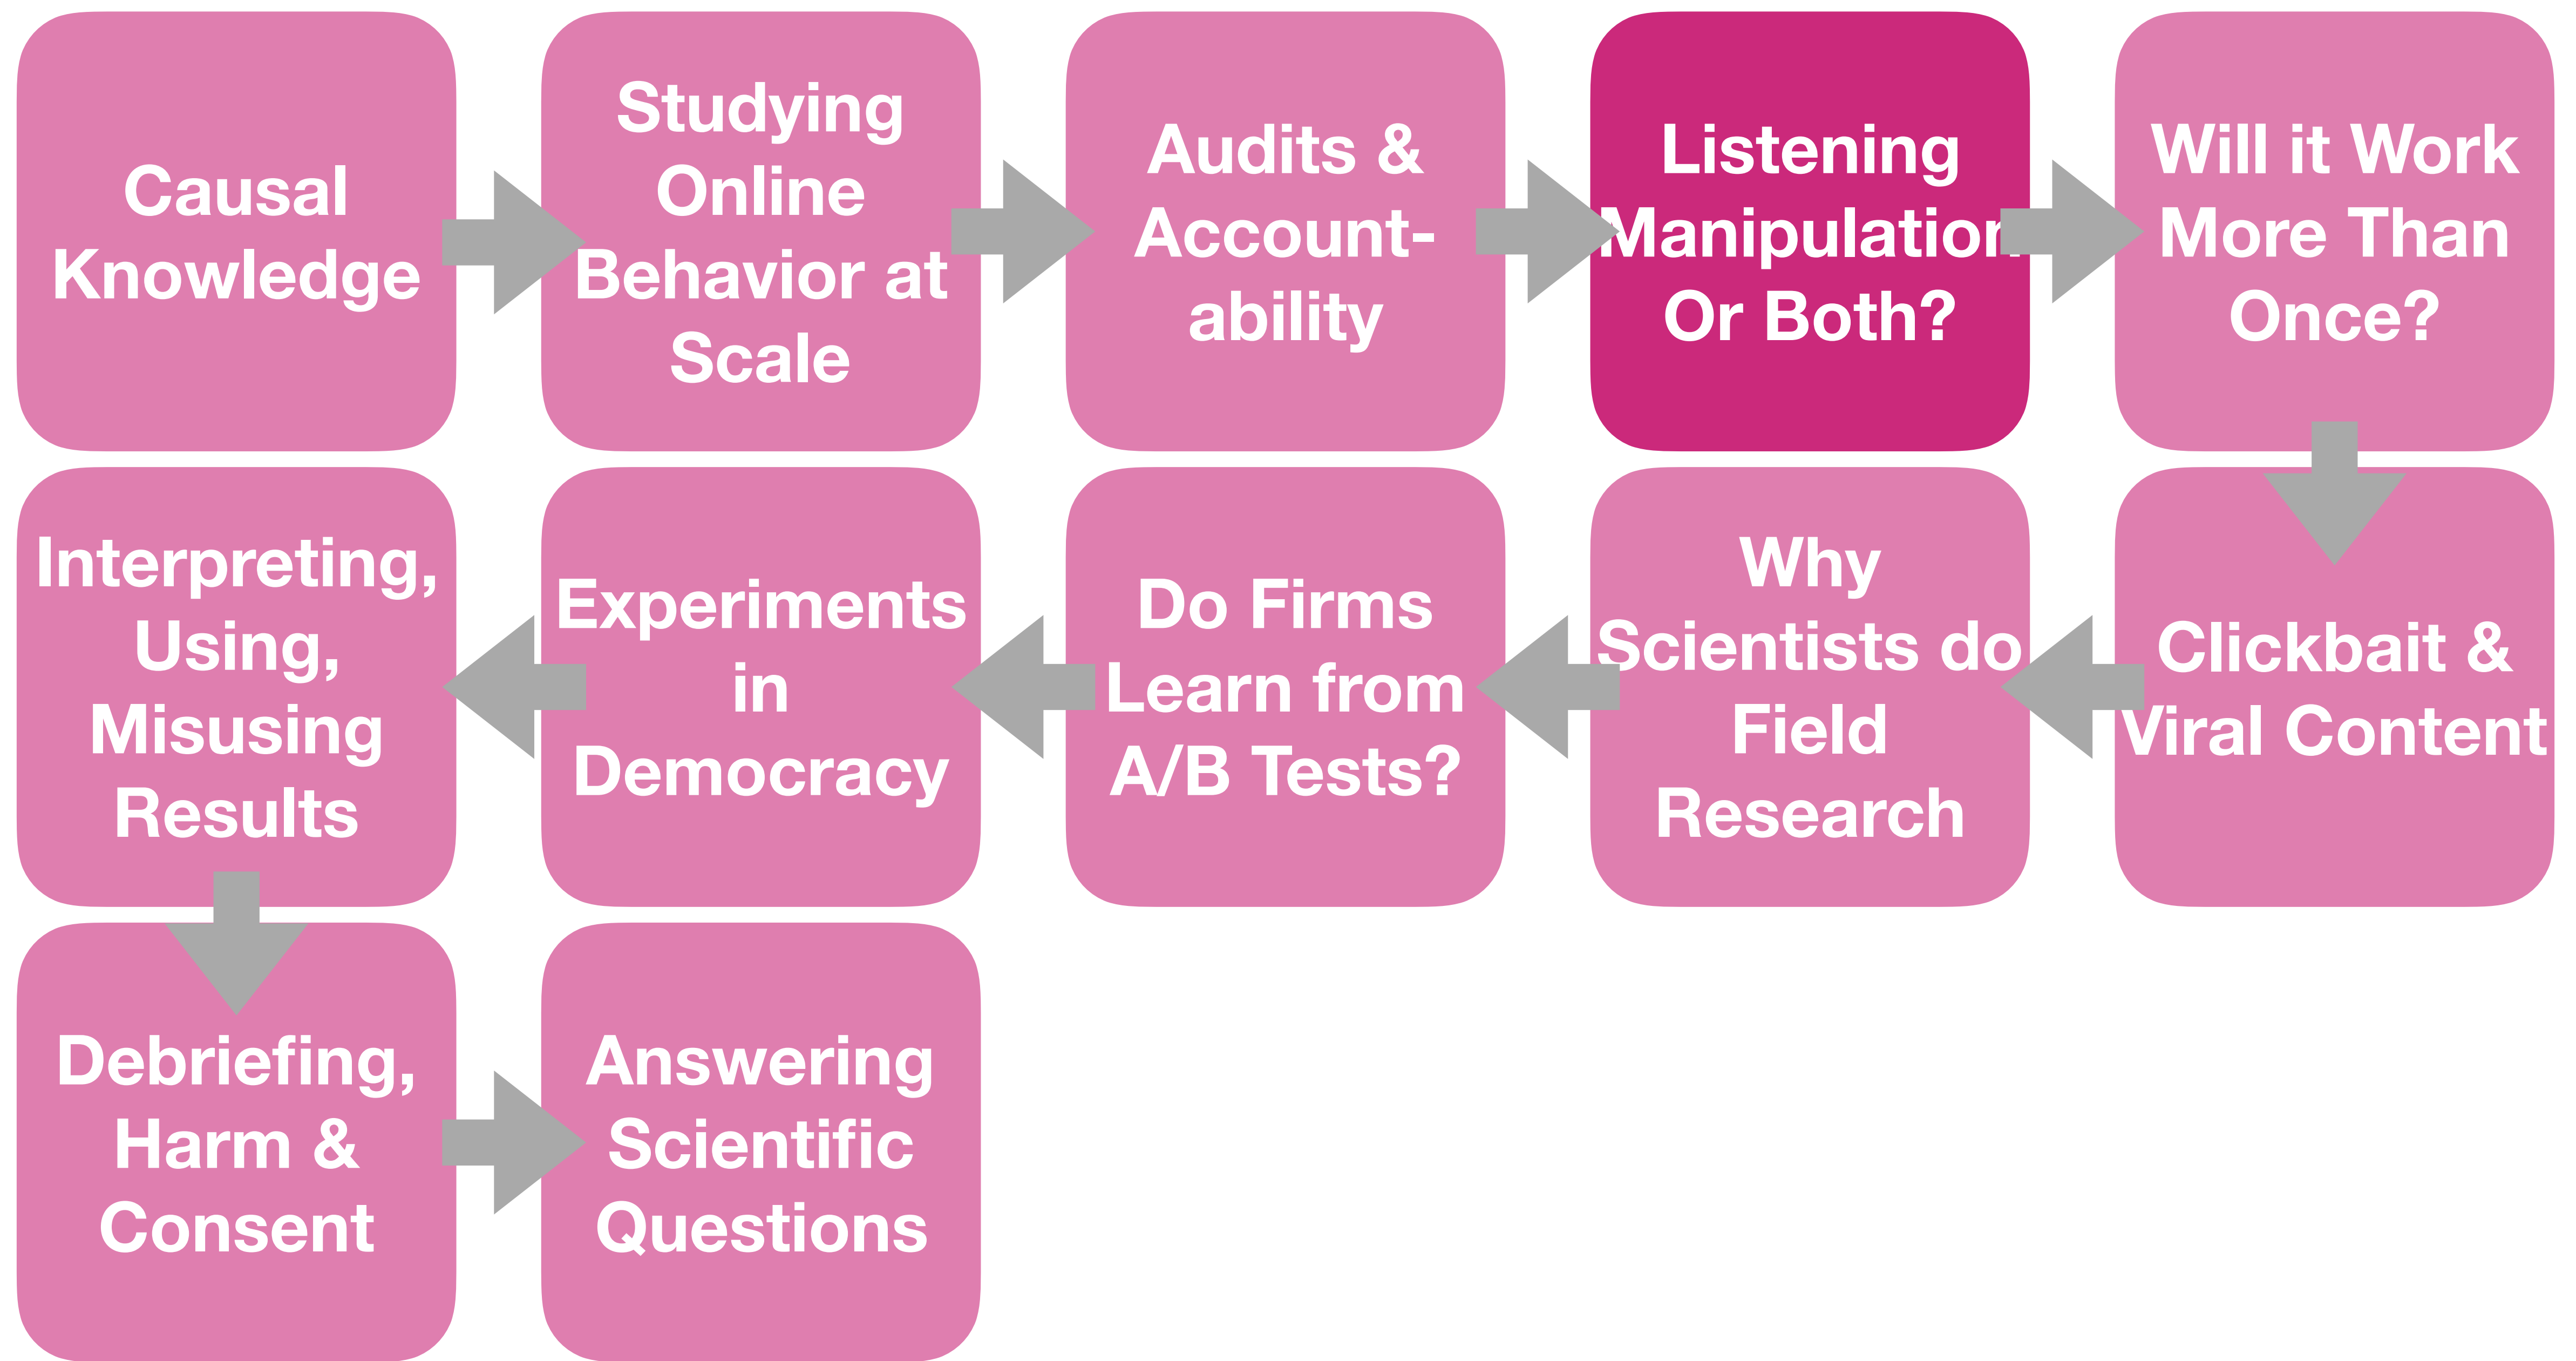 Causal
Knowledge
Studying
Online
Behavior at
Scale
Audits &
Account-
ability
Listening
Manipulation
Or Both?
Will it Work
More Than
Once?
Clickbait &
Viral Content
Why
Scientists do
Field
Research
Do Firms
Learn from
A/B Tests?
Experiments
in
Democracy
Interpreting,
Using,
Misusing
Results
Debriefing,
Harm &
Consent
Answering
Scientific
Questions